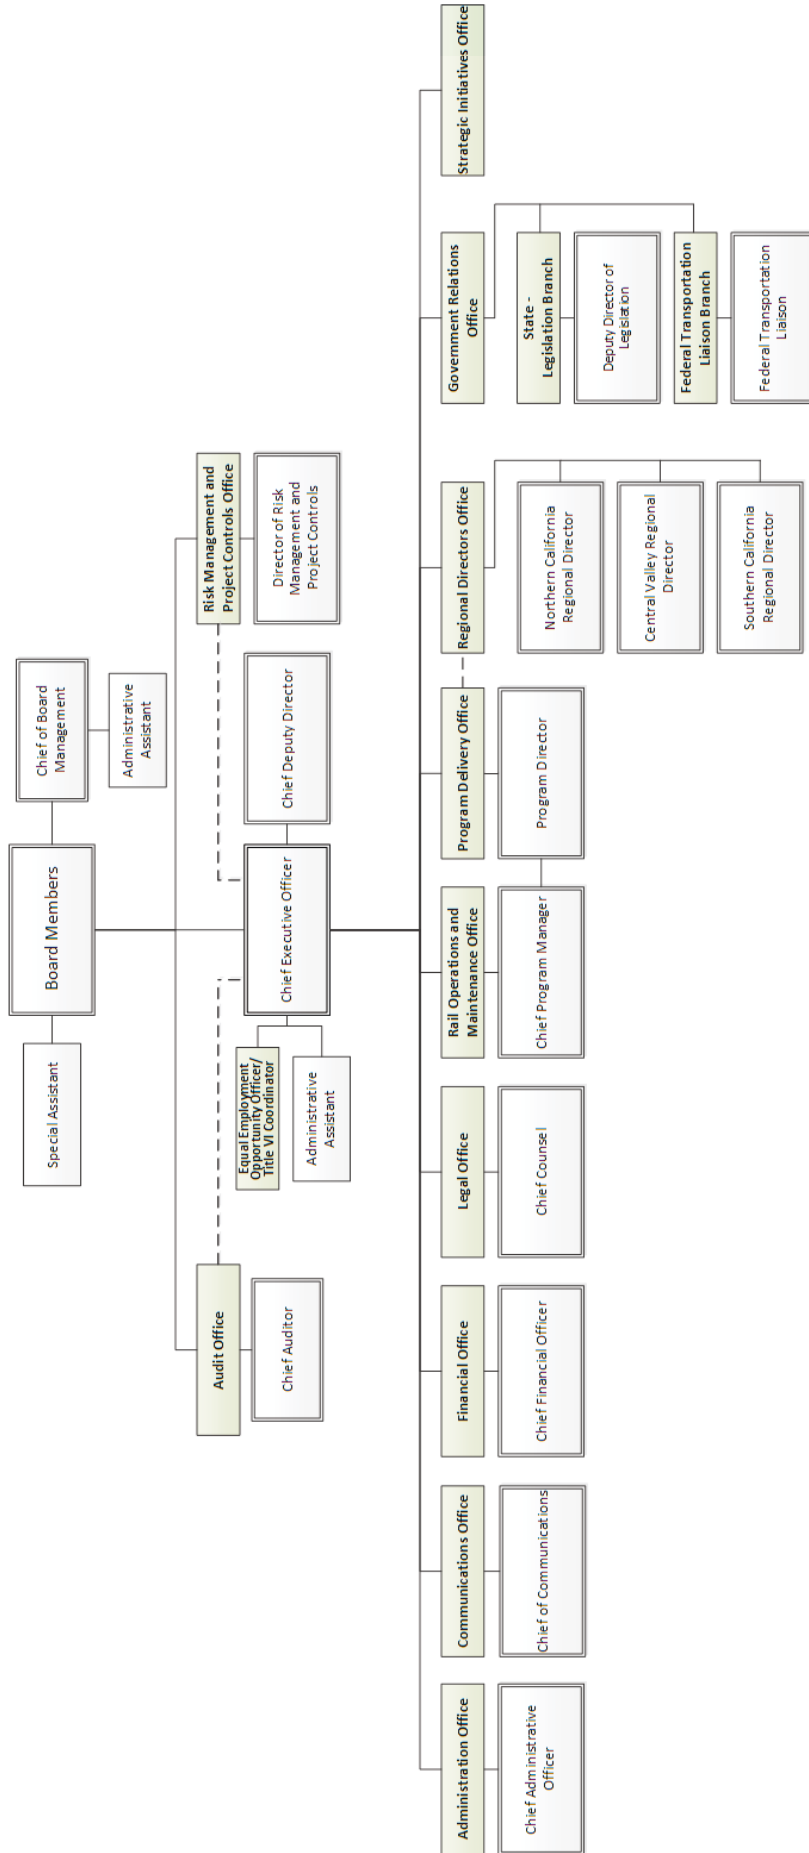 Board Members
Special Assistant
Chief of Board
Management
Administrative
Assistant
Audit Office
Chief Auditor
Risk Management and
Project Controls Office
Director of Risk
Management and
Project Controls
Chief Executive Officer
Chief Deputy Director
Equal Employment
Opportunity Officer/
Title VI Coordinator
Administrative
Assistant
Administration Office
Chief Administrative
Officer
Communications Office
Chief of Communications
Financial Office
Chief Financial Officer
Legal Office
Chief Counsel
Rail Operations and
Maintenance Office
Chief Program Manager
Program Delivery Office
Program Director
Regional Directors Office
Northern California
Regional Director
Central Valley Regional
Director
Southern California
Regional Director
Government Relations
Office
State -
Legislation Branch
Deputy Director of
Legislation
Federal Transportation
Liaison Branch
Federal Transportation
Liaison
Strategic Initiatives Office